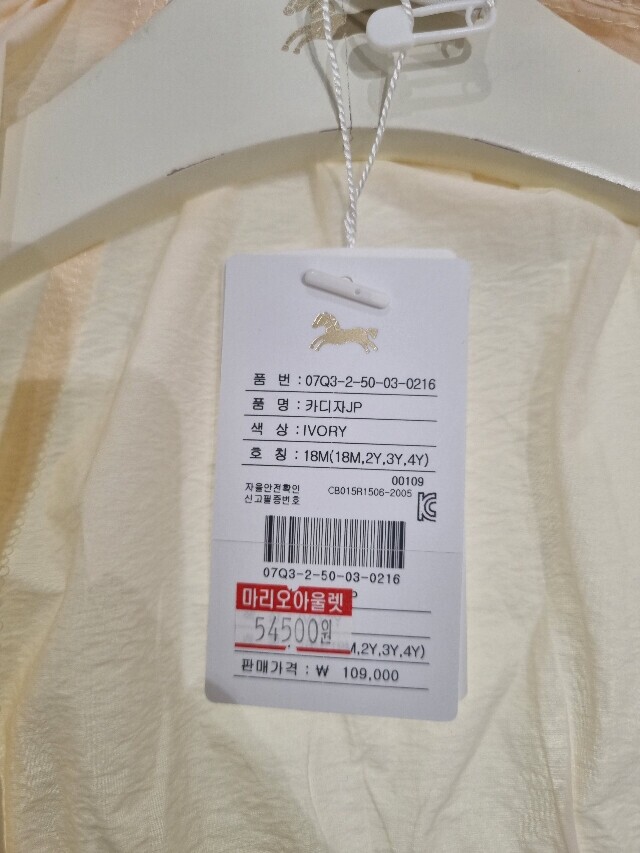 품 번 : 07Q3-2-50-03-0216
품 명 : 카디자JP
색 상 : IVORY
호 칭 : 18M(18M,2Y,3Y,4Y)
00109
자율안전확인
신고필증번호
CB015R1506-2005
07Q3-2-50-03-0216
마리오아울렛
P
54500원
M,2Y,3Y,4Y)
판매가격 : ₩ 109,000